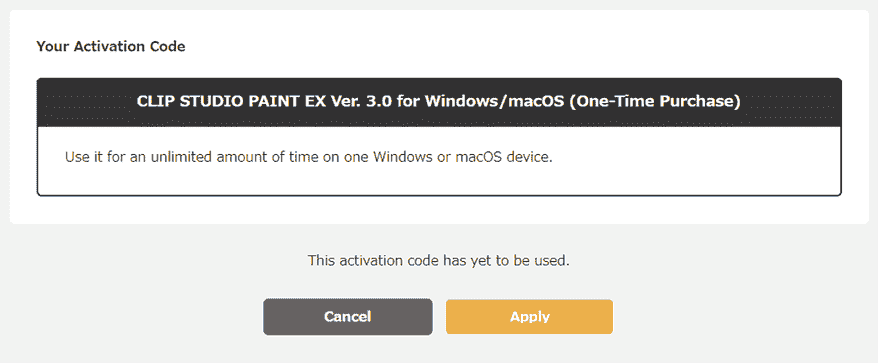 Your Activation Code
CLIP STUDIO PAINT EX Ver. 3.0 for Windows/macOS (One-Time Purchase)
Use it for an unlimited amount of time on one Windows or macOS device.
This activation code has yet to be used.
Cancel
Apply